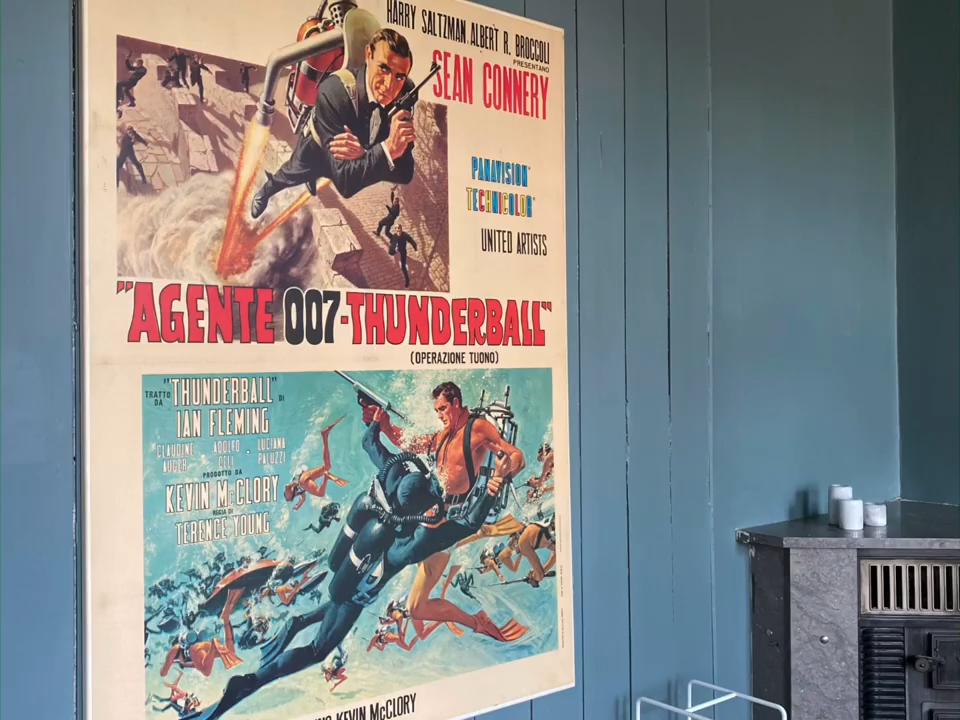 HARRY SALTZMAN ALBERT R. BROCCOLI
PRESENTANO
SEAN CONNERY
PANAVISION®
TECHNICOLOR®
UNITED ARTISTS
"AGENTE 007-THUNDERBALL"
(OPERAZIONE TUONO)
TRATTO DA "THUNDERBALL" DI
IAN FLEMING
CLAUDINE AUGER · ADOLFO CELI · LUCIANA PALUZZI
PRODOTTO DA
KEVIN McCLORY
REGIA DI
TERENCE YOUNG
KEVIN McCLORY